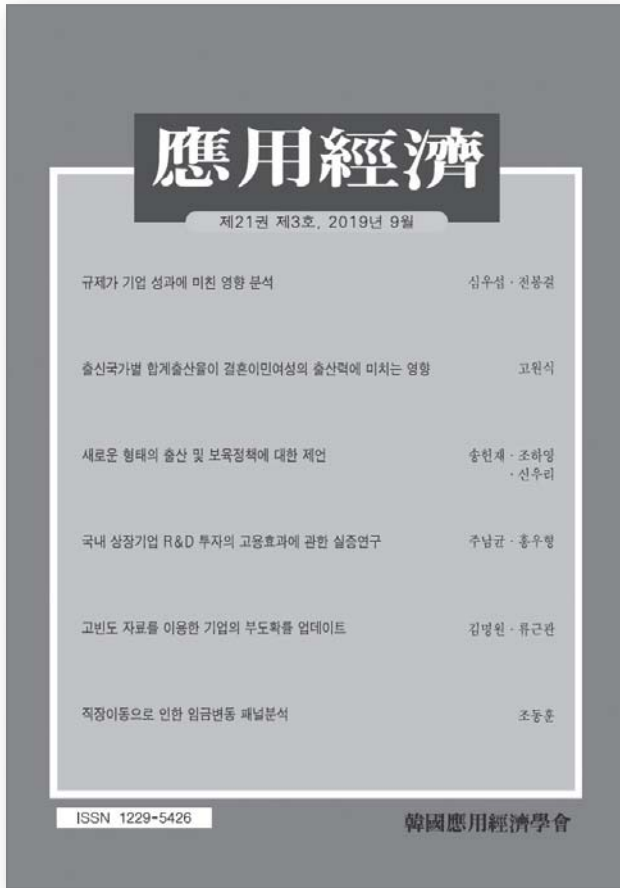 應用經濟
제21권 제3호, 2019년 9월
규제가 기업 성과에 미친 영향 분석 심우섭 · 전봉걸
출신국가별 합계출산율이 결혼이민여성의 출산력에 미치는 영향 고원식
새로운 형태의 출산 및 보육정책에 대한 제언 송헌재 · 조하영
· 신우리
국내 상장기업 R&D 투자의 고용효과에 관한 실증연구 주남균 · 홍우형
고빈도 자료를 이용한 기업의 부도확률 업데이트 김명원 · 류근관
직장이동으로 인한 임금변동 패널분석 조동훈
ISSN 1229-5426
韓國應用經濟學會